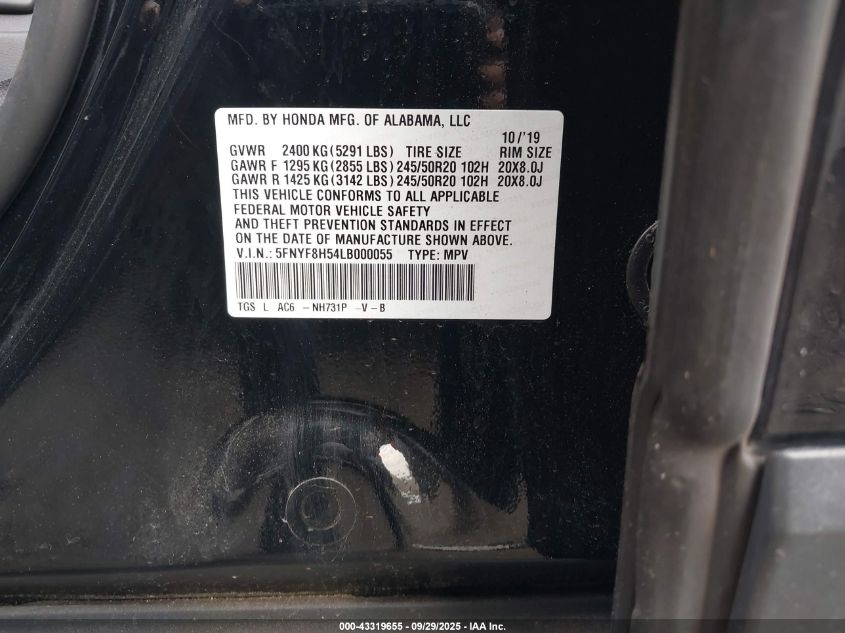 MFD. BY HONDA MFG. OF ALABAMA, LLC
10/'19
GVWR 2400 KG (5291 LBS) TIRE SIZE RIM SIZE
GAWR F 1295 KG (2855 LBS) 245/50R20 102H 20X8.0J
GAWR R 1425 KG (3142 LBS) 245/50R20 102H 20X8.0J
THIS VEHICLE CONFORMS TO ALL APPLICABLE
FEDERAL MOTOR VEHICLE SAFETY
AND THEFT PREVENTION STANDARDS IN EFFECT
ON THE DATE OF MANUFACTURE SHOWN ABOVE.
V.I.N.: 5FNYF8H54LB000055 TYPE: MPV
TGS L AC6 -NH731P -V-B
000-43319655 - 09/29/2025 - IAA Inc.